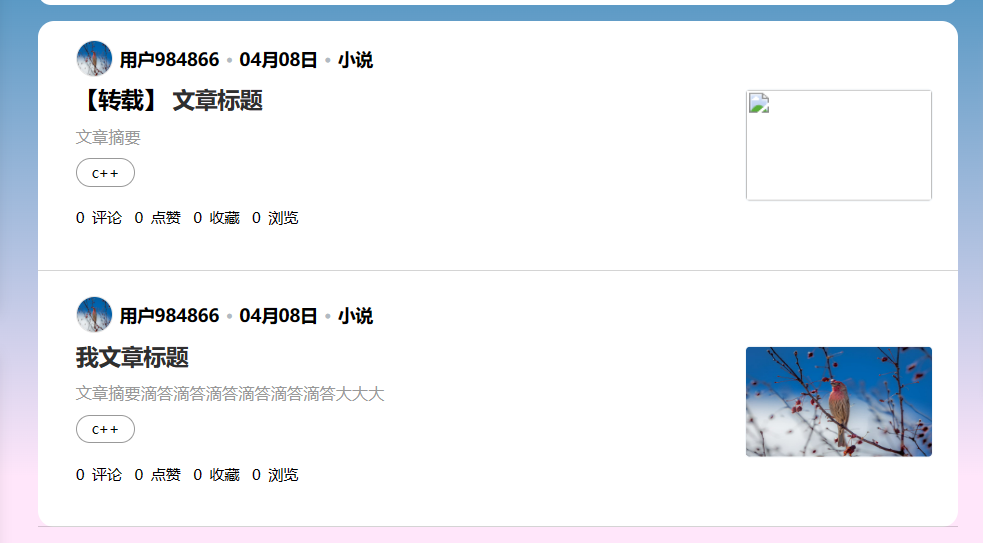 用户984866 • 04月08日 • 小说
【转载】 文章标题
文章摘要
c++
0 评论 0 点赞 0 收藏 0 浏览
用户984866 • 04月08日 • 小说
我文章标题
文章摘要滴答滴答滴答滴答滴答滴答大大大
c++
0 评论 0 点赞 0 收藏 0 浏览